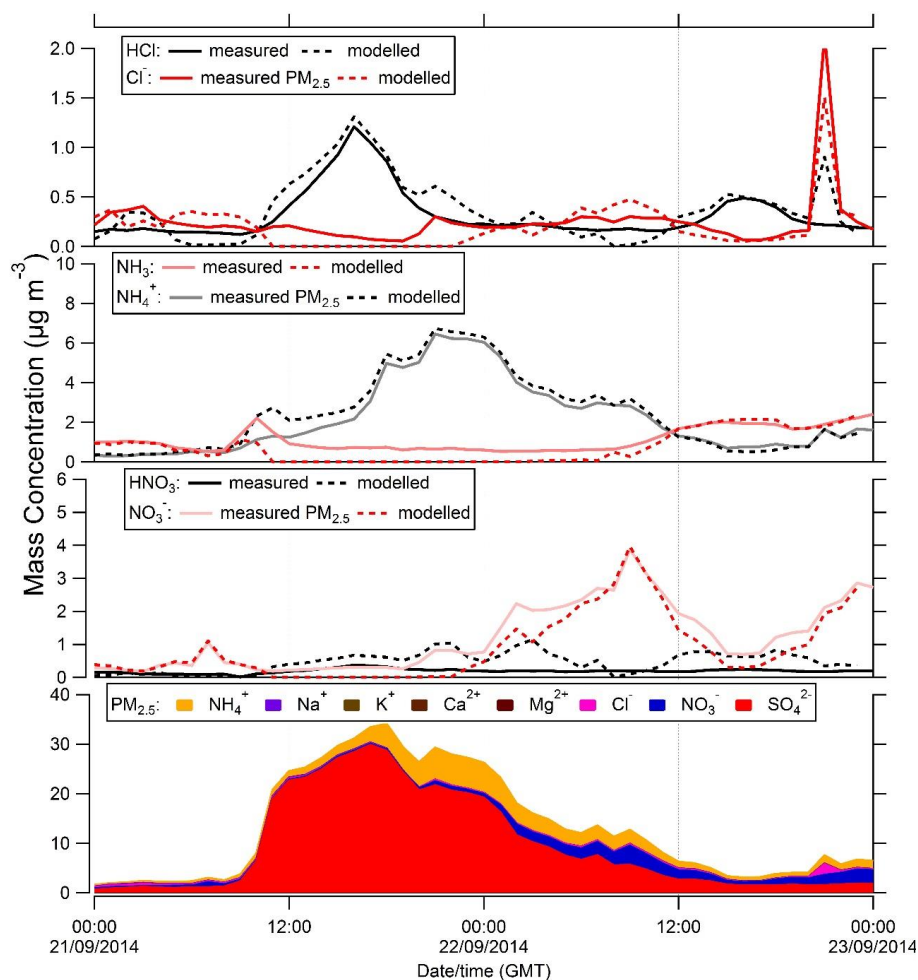 HCl: measured modelled
Cl⁻: measured PM₂.₅ modelled
2.0
1.5
1.0
0.5
0.0
NH₃: measured modelled
NH₄⁺: measured PM₂.₅ modelled
10
8
6
4
2
0
HNO₃: measured modelled
NO₃⁻: measured PM₂.₅ modelled
6
5
4
3
2
1
0
Mass Concentration (µg m⁻³)
PM₂.₅: NH₄⁺ Na⁺ K⁺ Ca²⁺ Mg²⁺ Cl⁻ NO₃⁻ SO₄²⁻
40
30
20
10
0
00:00 12:00 00:00 12:00 00:00
21/09/2014 22/09/2014 23/09/2014
Date/time (GMT)